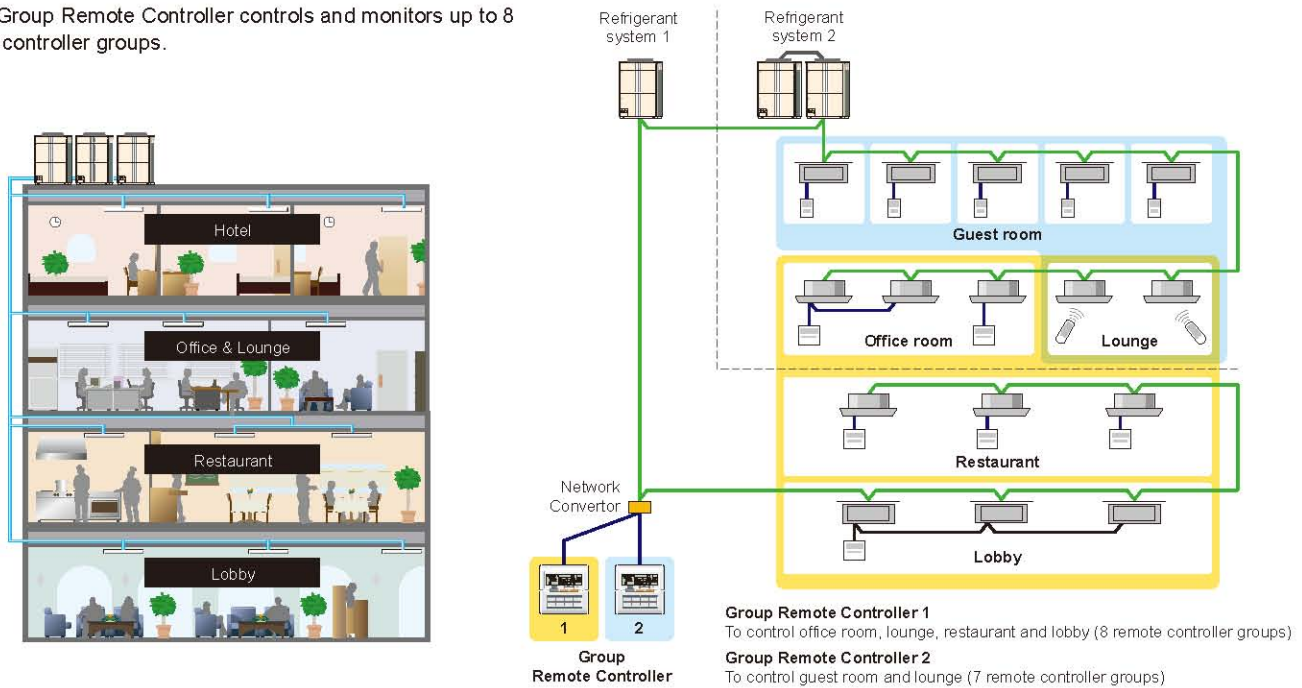 Group Remote Controller controls and monitors up to 8
controller groups.
Refrigerant
system 1
Refrigerant
system 2
Hotel
Office & Lounge
Restaurant
Lobby
Guest room
Office room
Lounge
Restaurant
Lobby
Network
Convertor
1
2
Group
Remote Controller
Group Remote Controller 1
To control office room, lounge, restaurant and lobby (8 remote controller groups)
Group Remote Controller 2
To control guest room and lounge (7 remote controller groups)